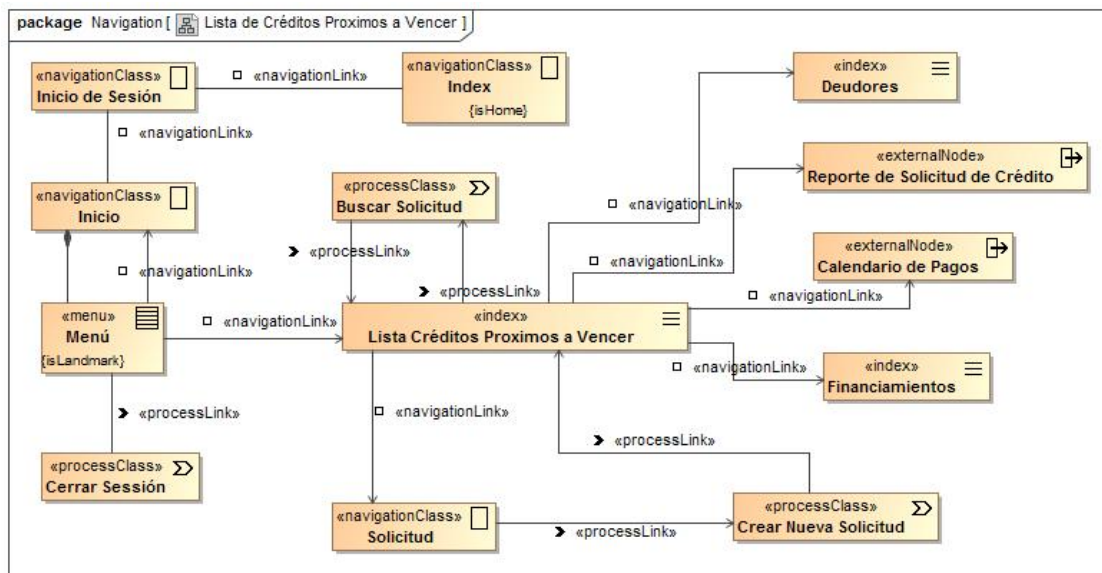 package Navigation [ Lista de Créditos Proximos a Vencer ]
«navigationClass»
Inicio de Sesión
«navigationLink»
«navigationClass»
Index
{isHome}
«index»
Deudores
«navigationLink»
«externalNode»
Reporte de Solicitud de Crédito
«navigationClass»
Inicio
«processClass»
Buscar Solicitud
«navigationLink»
«externalNode»
Calendario de Pagos
«processLink»
«navigationLink»
«navigationLink»
«processLink»
«navigationLink»
«menu»
Menú
{isLandmark}
«navigationLink»
«index»
Lista Créditos Proximos a Vencer
«navigationLink»
«index»
Financiamientos
«processLink»
«navigationLink»
«processLink»
«processClass»
Cerrar Sessión
«navigationClass»
Solicitud
«processLink»
«processClass»
Crear Nueva Solicitud